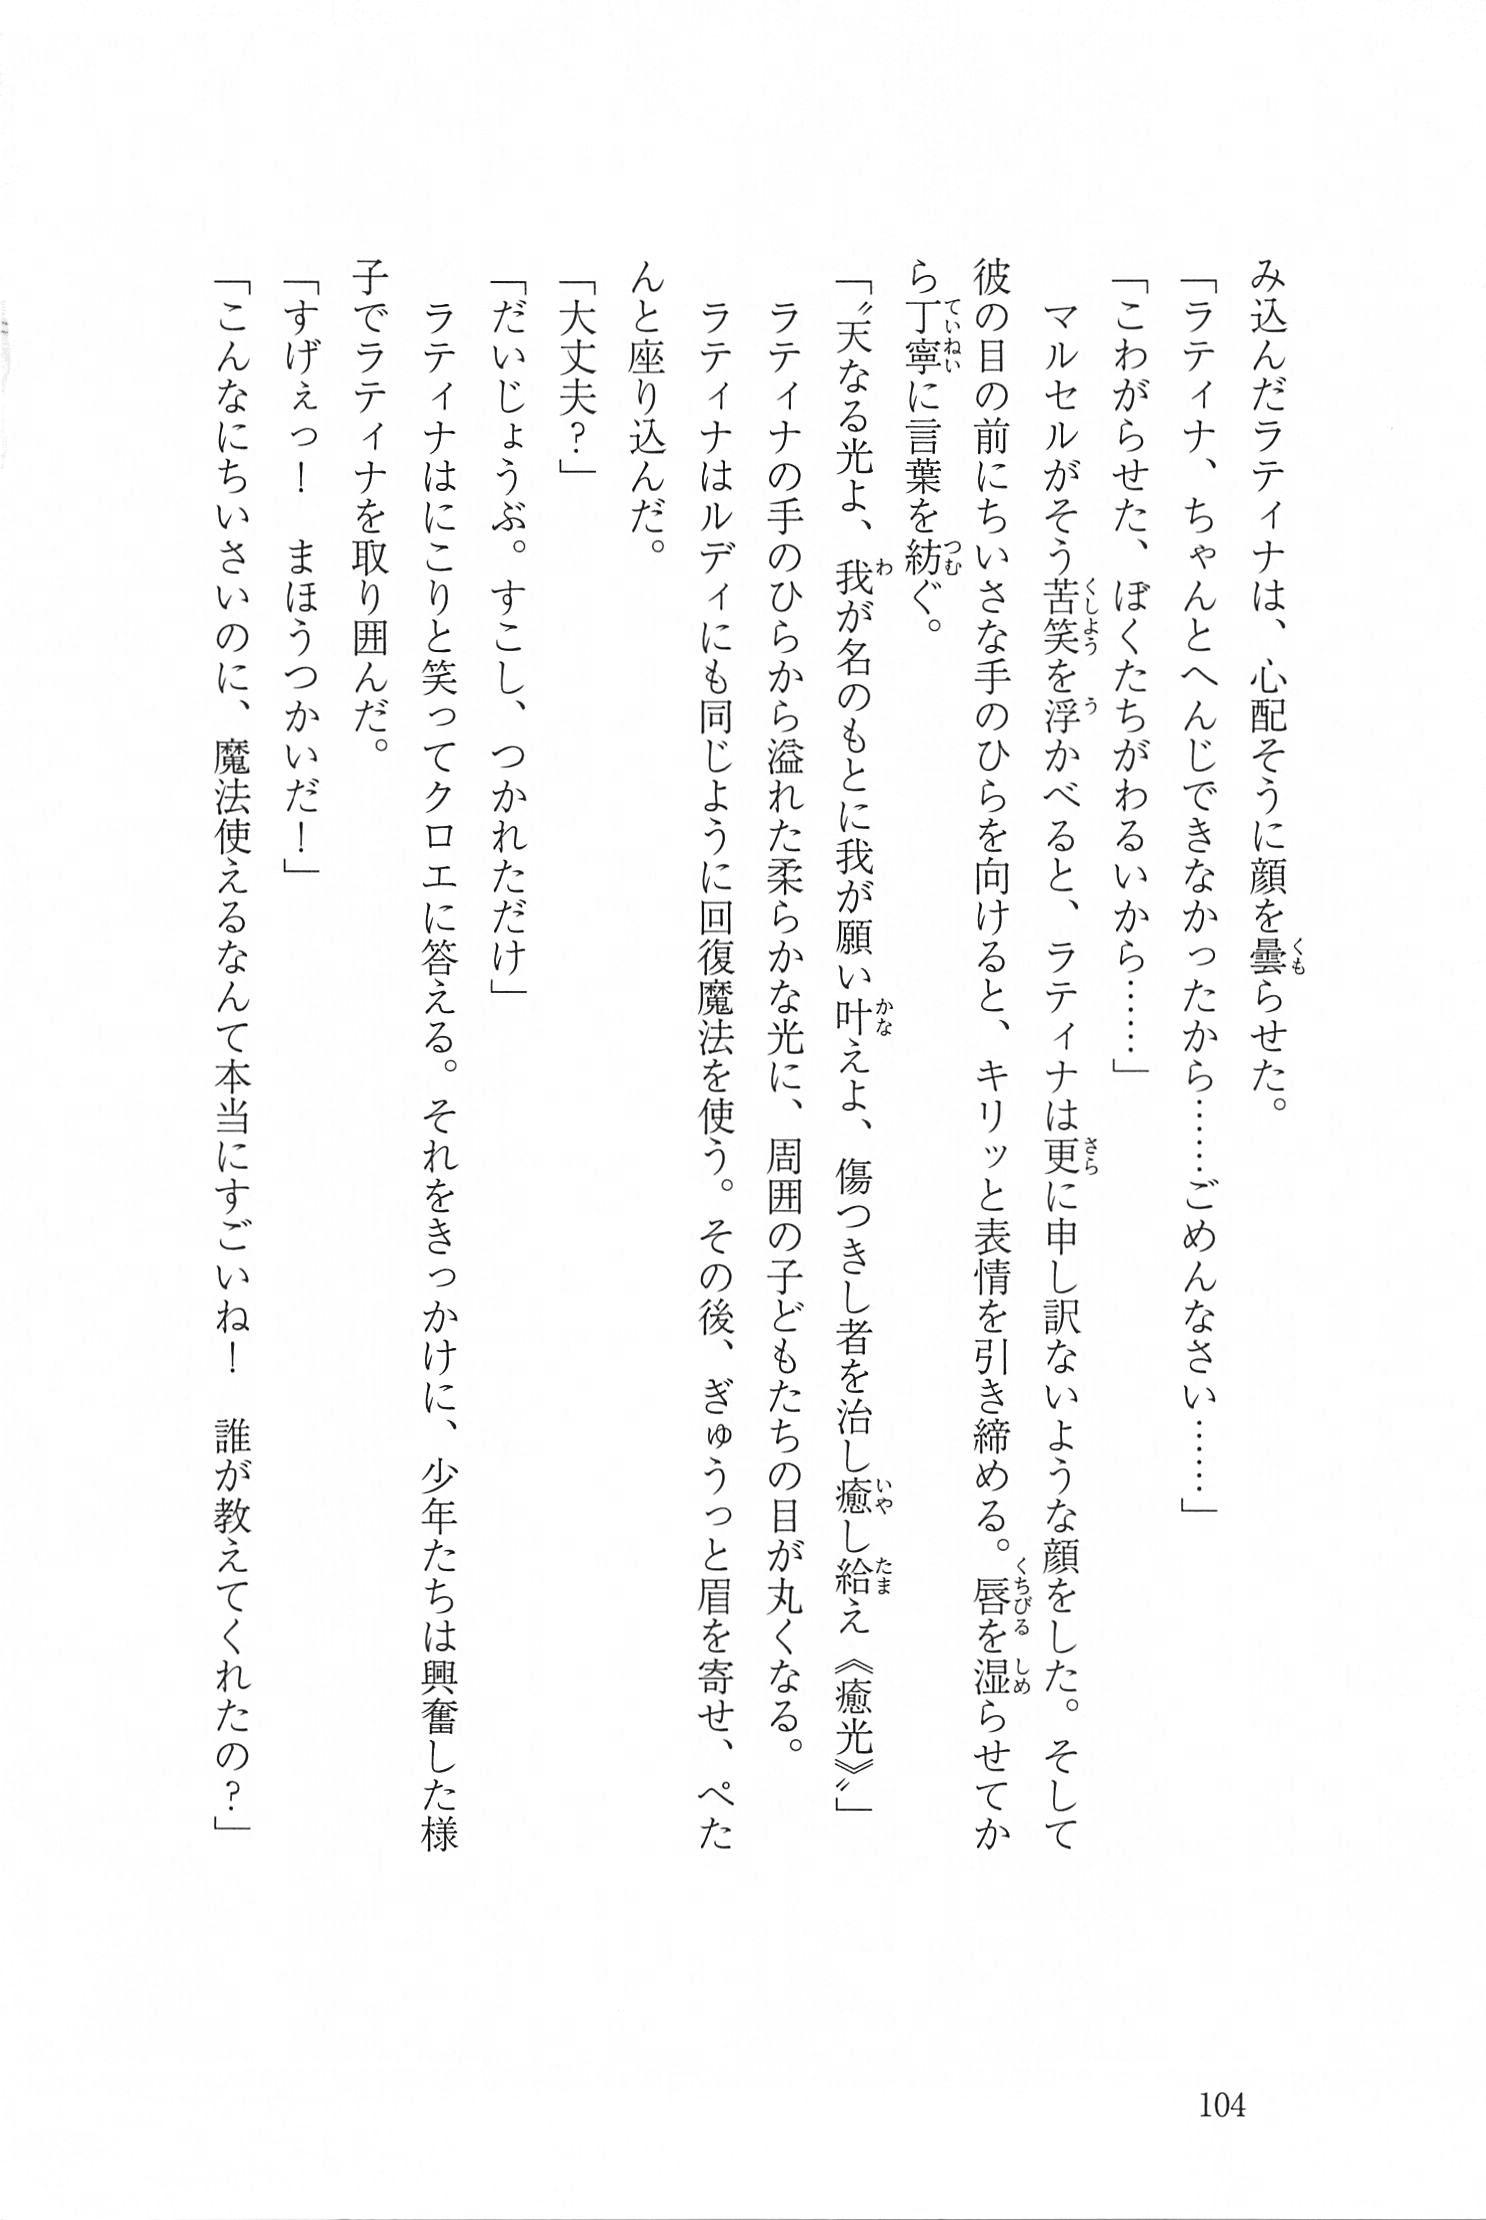 み込んだラティナは、心配そうに顔を曇らせた。
「ラティナ、ちゃんとへんじできなかったから……ごめんなさい……」
「こわがらせた、ぼくたちがわるいから……」
　マルセルがそう苦笑を浮かべると、ラティナは更に申し訳ないような顔をした。そして
彼の目の前にちいさな手のひらを向けると、キリッと表情を引き締める。唇を湿らせてか
ら丁寧に言葉を紡ぐ。
「〝天なる光よ、我が名のもとに我が願い叶えよ、傷つきし者を治し癒し給え《癒光》〟」
　ラティナの手のひらから溢れた柔らかな光に、周囲の子どもたちの目が丸くなる。
　ラティナはルディにも同じように回復魔法を使う。その後、ぎゅうっと眉を寄せ、ぺた
んと座り込んだ。
「大丈夫？」
「だいじょうぶ。すこし、つかれただけ」
　ラティナはにこりと笑ってクロエに答える。それをきっかけに、少年たちは興奮した様
子でラティナを取り囲んだ。
「すげぇっ！　まほうつかいだ！」
「こんなにちいさいのに、魔法使えるなんて本当にすごいね！　誰が教えてくれたの？」
104